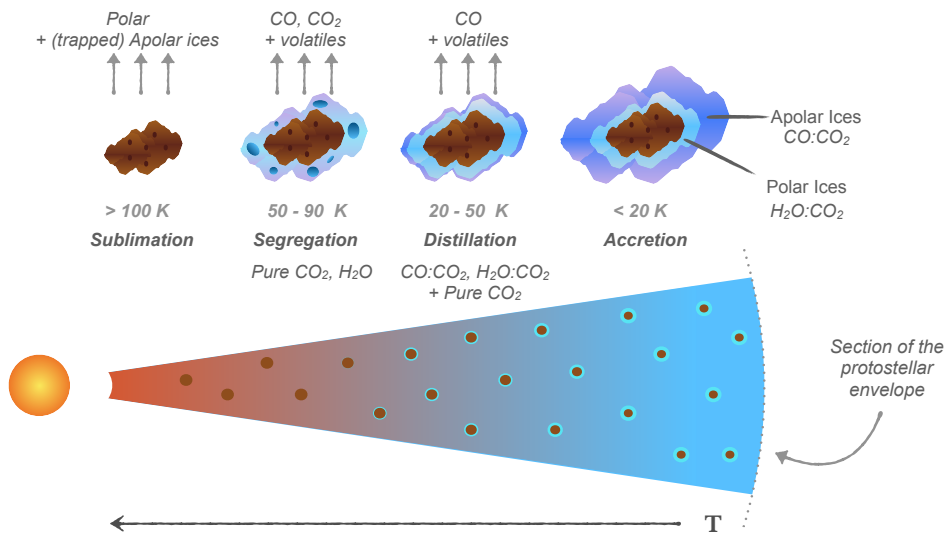 Polar
+ (trapped) Apolar ices
CO, CO₂
+ volatiles
CO
+ volatiles
Apolar Ices
CO:CO₂
Polar Ices
H₂O:CO₂
> 100 K
50 - 90 K
20 - 50 K
< 20 K
Sublimation
Segregation
Distillation
Accretion
Pure CO₂, H₂O
CO:CO₂, H₂O:CO₂
+ Pure CO₂
Section of the
protostellar
envelope
T